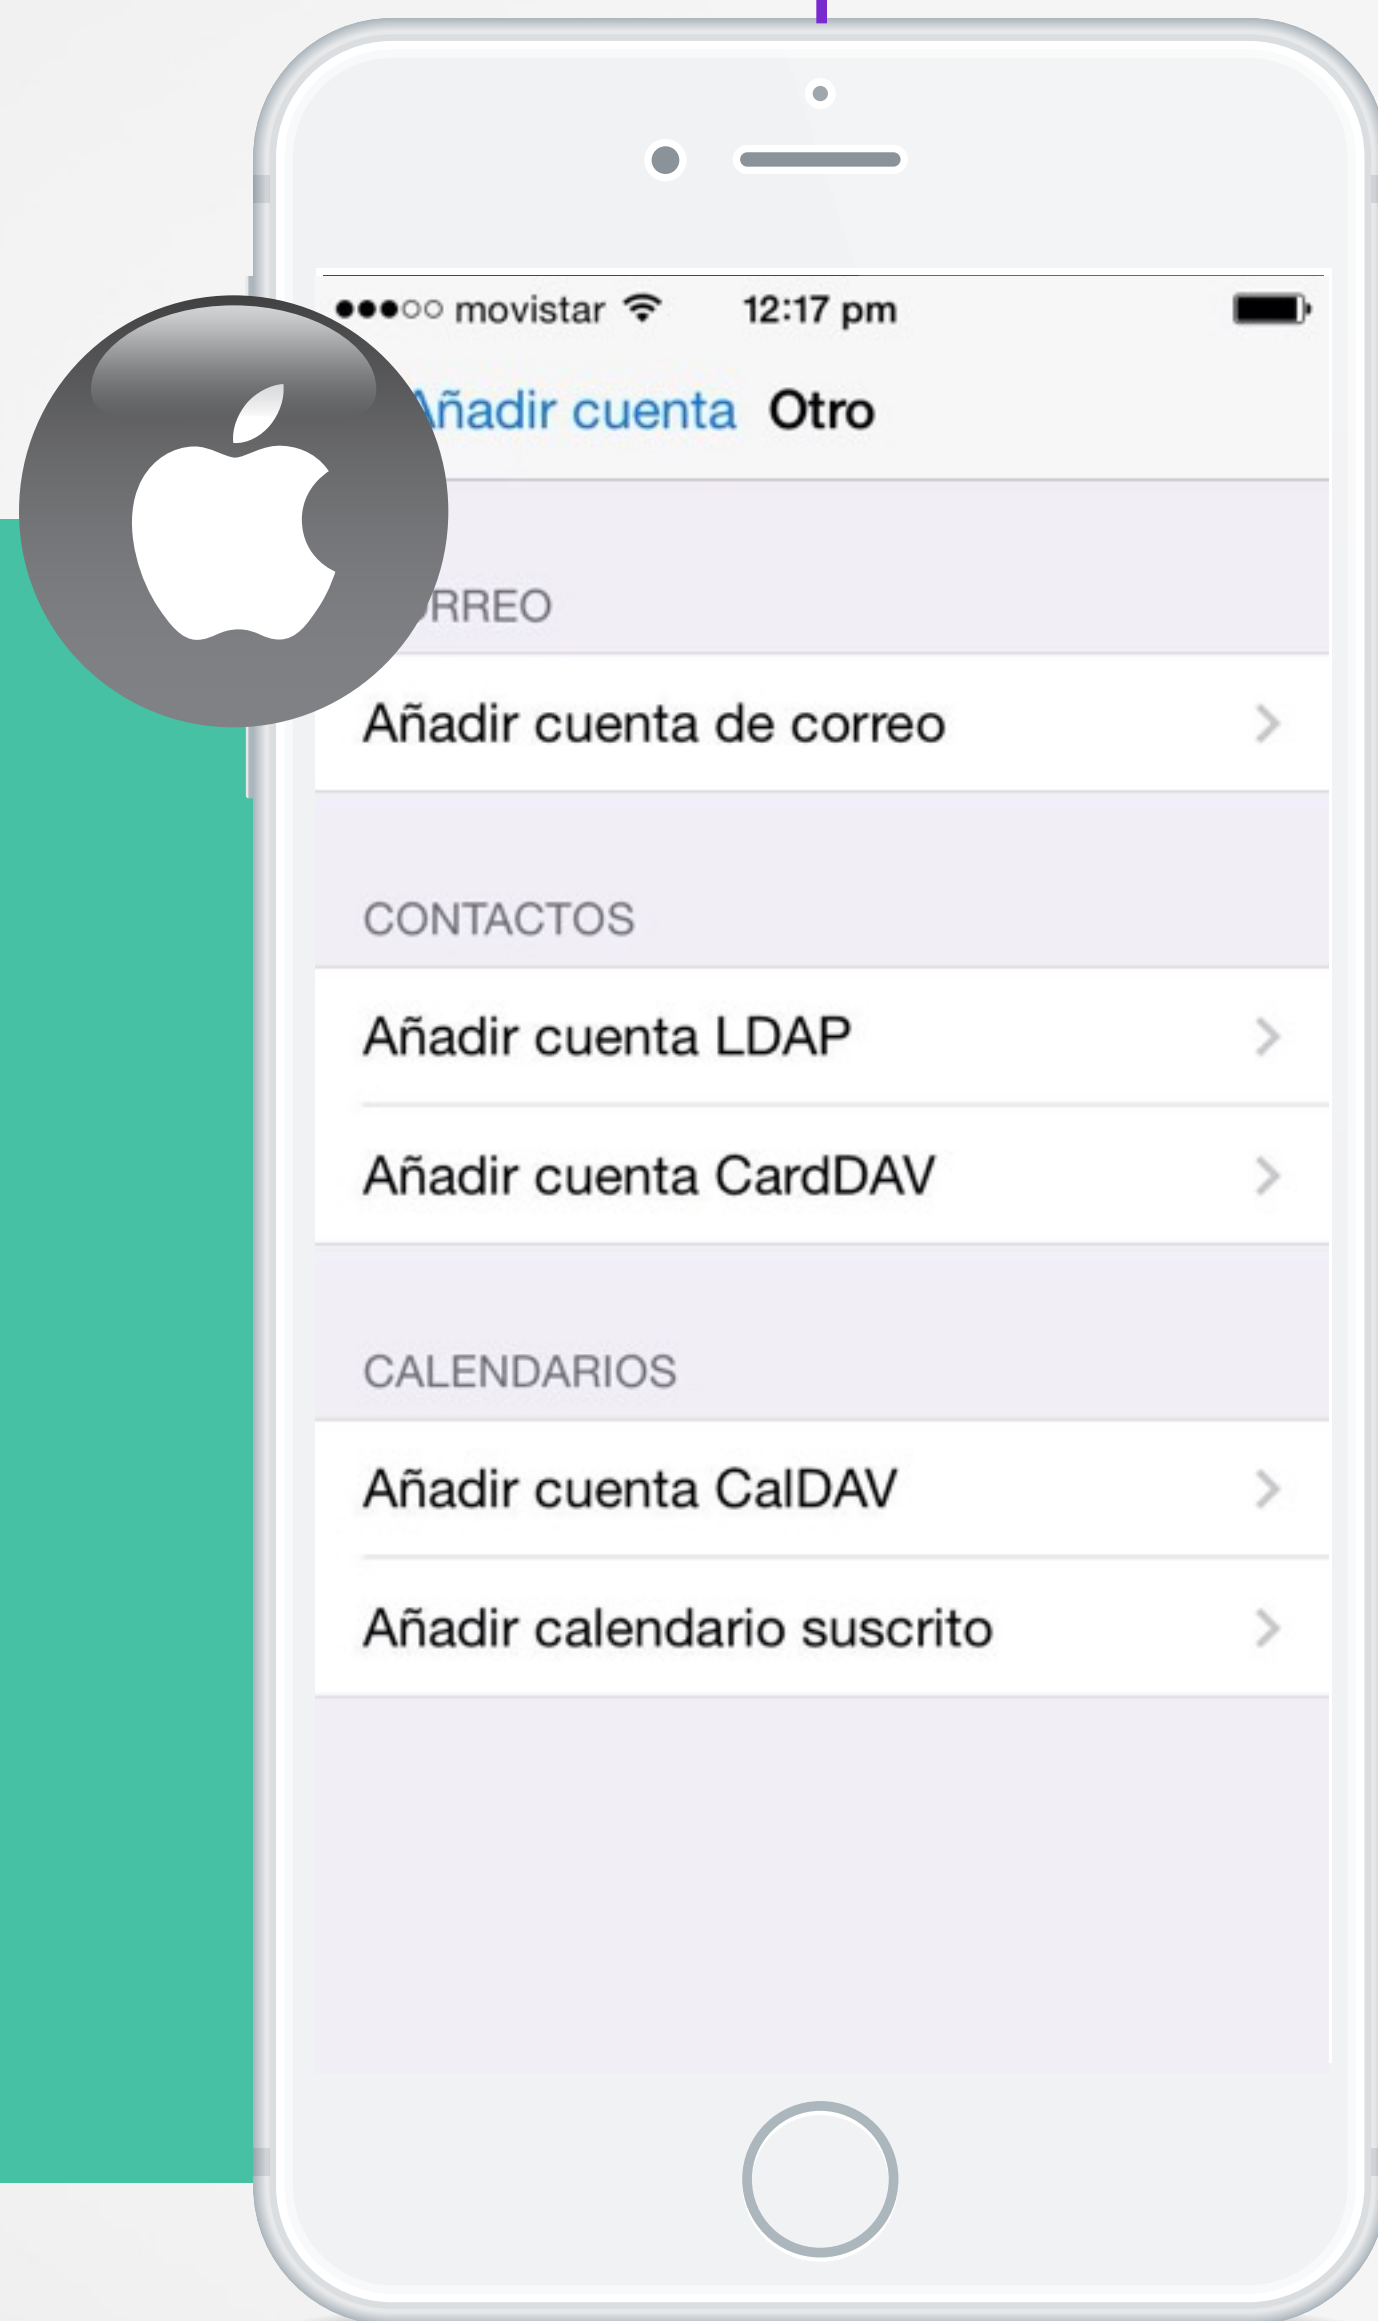 movistar 12:17 pm
Añadir cuenta Otro
RREO
Añadir cuenta de correo
CONTACTOS
Añadir cuenta LDAP
Añadir cuenta CardDAV
CALENDARIOS
Añadir cuenta CalDAV
Añadir calendario suscrito